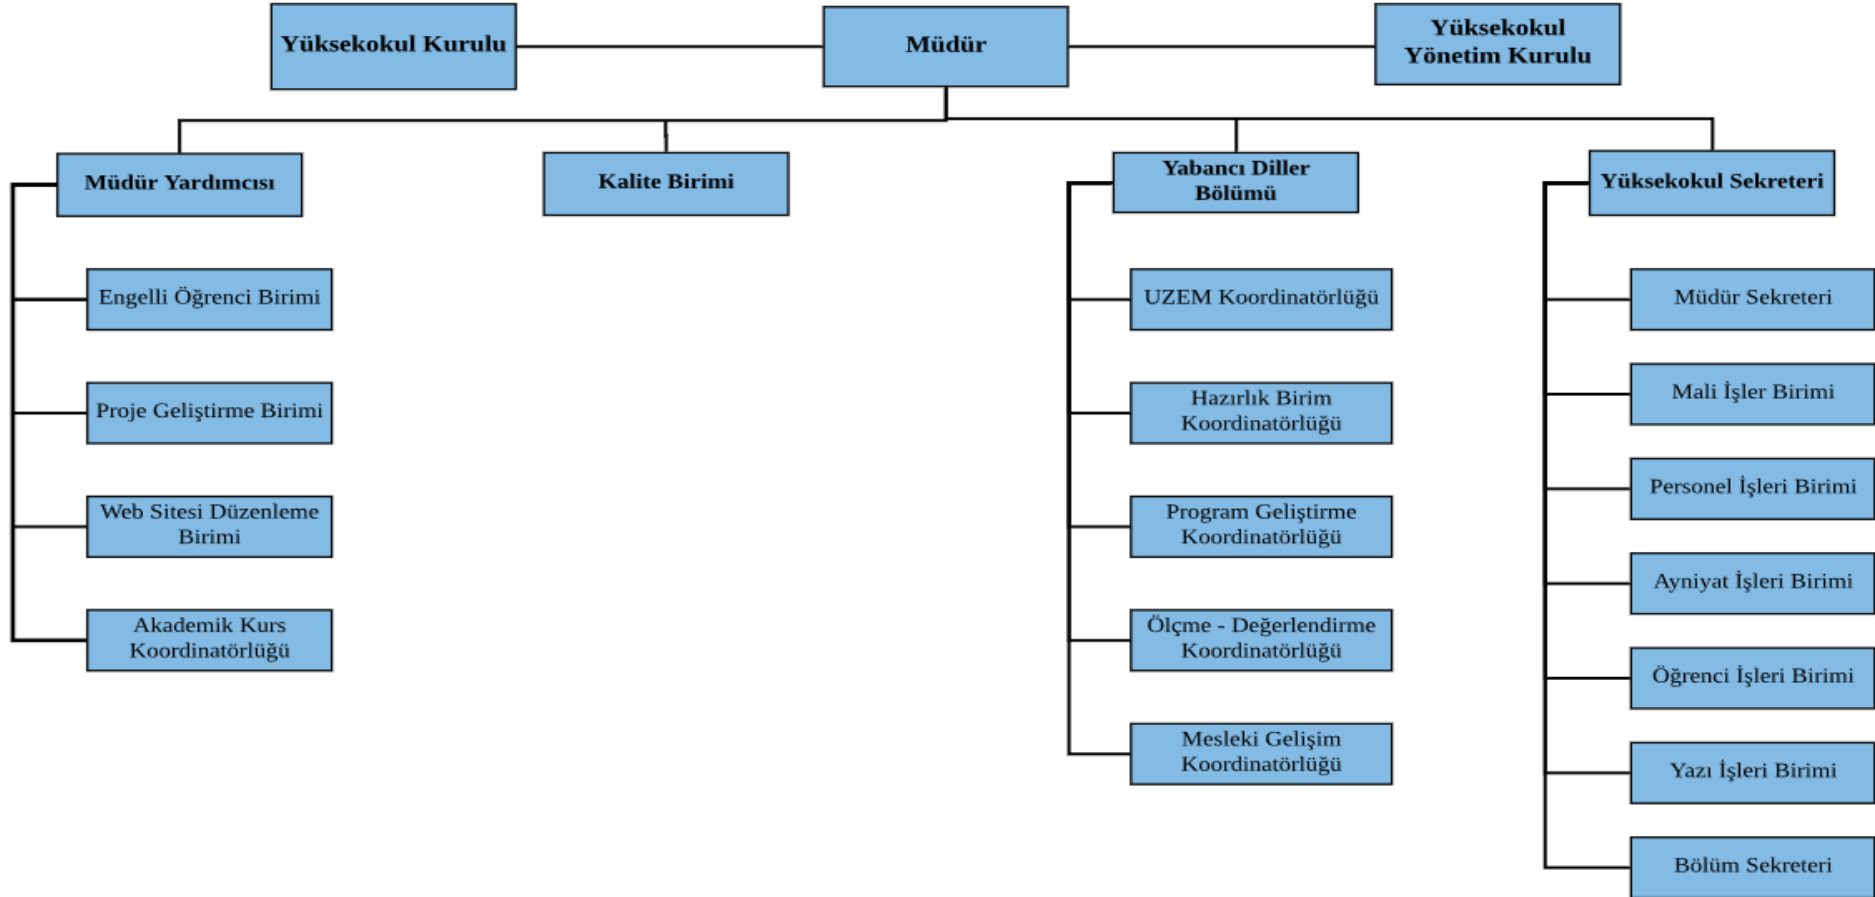 Yüksekokul Kurulu
Müdür
Yüksekokul
Yönetim Kurulu
Müdür Yardımcısı
Kalite Birimi
Yabancı Diller
Bölümü
Yüksekokul Sekreteri
Engelli Öğrenci Birimi
Proje Geliştirme Birimi
Web Sitesi Düzenleme
Birimi
Akademik Kurs
Koordinatörlüğü
UZEM Koordinatörlüğü
Hazırlık Birim
Koordinatörlüğü
Program Geliştirme
Koordinatörlüğü
Ölçme - Değerlendirme
Koordinatörlüğü
Mesleki Gelişim
Koordinatörlüğü
Müdür Sekreteri
Mali İşler Birimi
Personel İşleri Birimi
Ayniyat İşleri Birimi
Öğrenci İşleri Birimi
Yazı İşleri Birimi
Bölüm Sekreteri